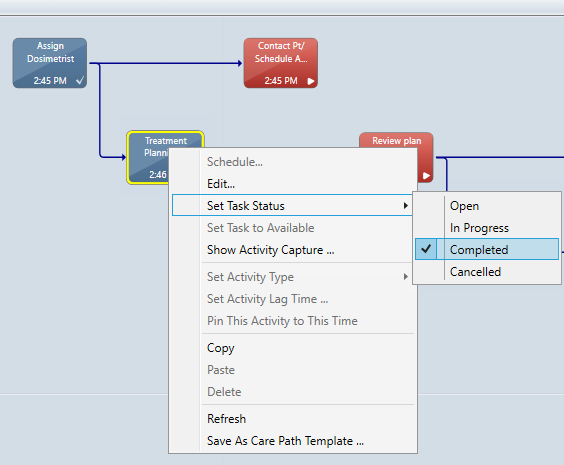 Assign
Dosimetrist
2:45 PM
Contact Pt/
Schedule A...
2:45 PM
Treatment
2:46
Review plan
Schedule...
Edit...
Set Task Status
Set Task to Available
Show Activity Capture ...
Set Activity Type
Set Activity Lag Time ...
Pin This Activity to This Time
Copy
Paste
Delete
Refresh
Save As Care Path Template ...
Open
In Progress
Completed
Cancelled